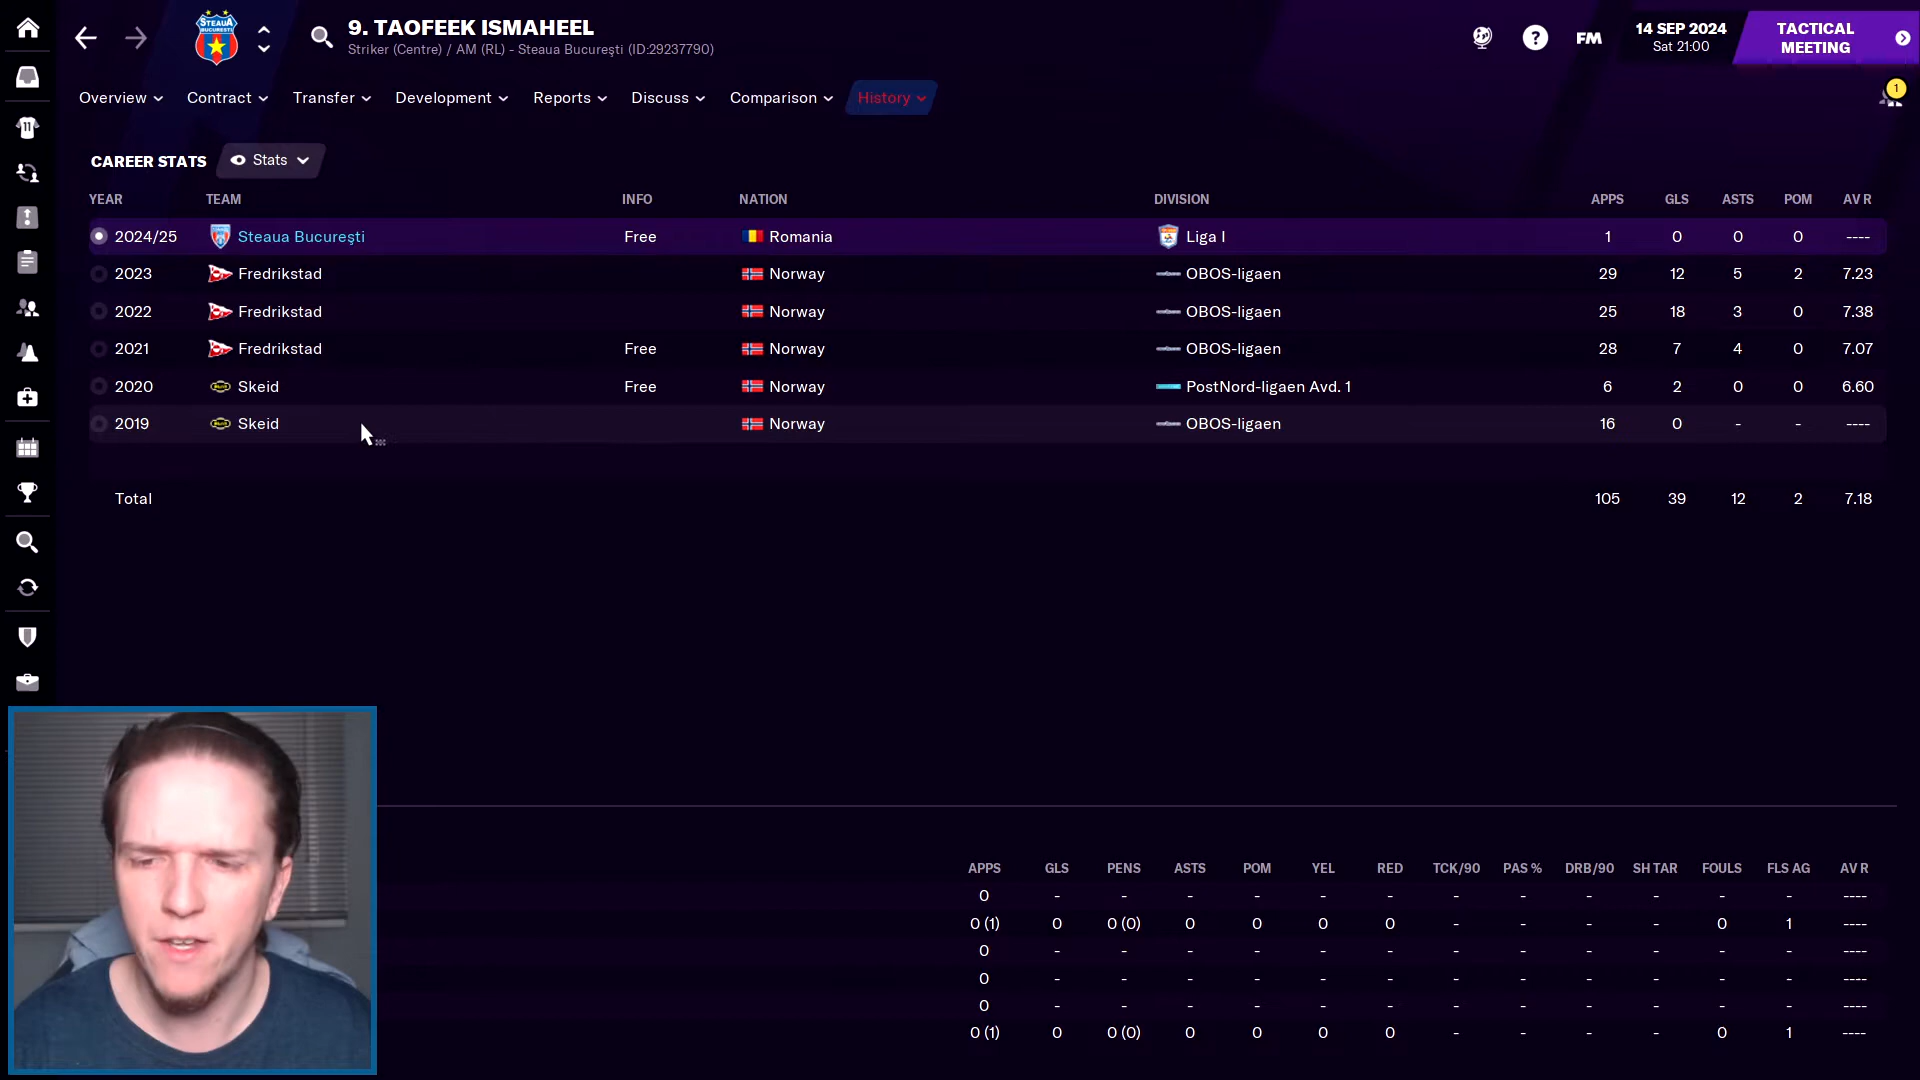 9. TAOFEEK ISMAHEEL
Striker (Centre) / AM (RL) - Steaua Bucureşti (ID:29237790)
FM
14 SEP 2024
Sat 21:00
TACTICAL MEETING
Overview Contract Transfer Development Reports Discuss Comparison History
1
CAREER STATS Stats
YEAR TEAM INFO NATION DIVISION APPS GLS ASTS POM AV R
2024/25 Steaua Bucureşti Free Romania Liga I 1 0 0 0 ----
2023 Fredrikstad Norway OBOS-ligaen 29 12 5 2 7.23
2022 Fredrikstad Norway OBOS-ligaen 25 18 3 0 7.38
2021 Fredrikstad Free Norway OBOS-ligaen 28 7 4 0 7.07
2020 Skeid Free Norway PostNord-ligaen Avd. 1 6 2 0 0 6.60
2019 Skeid Norway OBOS-ligaen 16 0 - - ----
Total 105 39 12 2 7.18
APPS GLS PENS ASTS POM YEL RED TCK/90 PAS % DRB/90 SH TAR FOULS FLS AG AV R
0 - - - - - - - - - - - - ----
0 (1) 0 0 (0) 0 0 0 0 - - - - 0 1 ----
0 - - - - - - - - - - - - ----
0 - - - - - - - - - - - - ----
0 - - - - - - - - - - - - ----
0 (1) 0 0 (0) 0 0 0 0 - - - - 0 1 ----